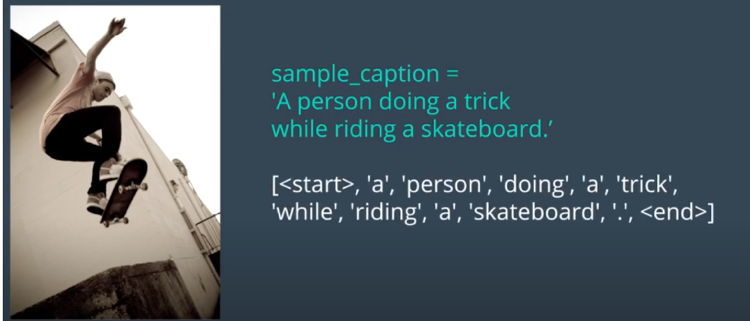 sample_caption =
'A person doing a trick
while riding a skateboard.’
[<start>, 'a', 'person', 'doing', 'a', 'trick',
'while', 'riding', 'a', 'skateboard', '.', <end>]